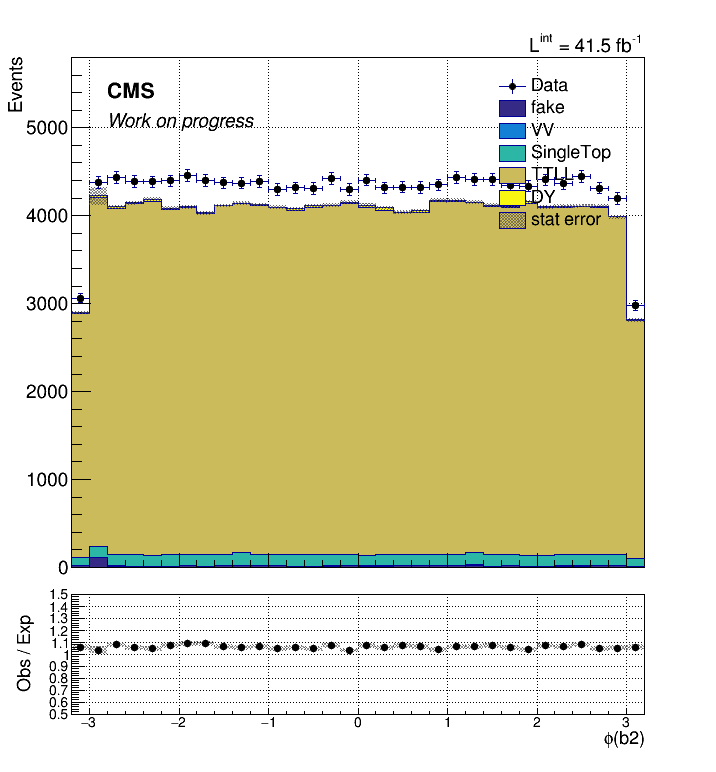 L^int = 41.5 fb^-1
Events
CMS
Work on progress
Data
fake
VV
SingleTop
TTLL
DY
stat error
5000
4000
3000
2000
1000
0
Obs / Exp
1.5
1.4
1.3
1.2
1.1
1
0.9
0.8
0.7
0.6
0.5
−3 −2 −1 0 1 2 3
ϕ(b2)